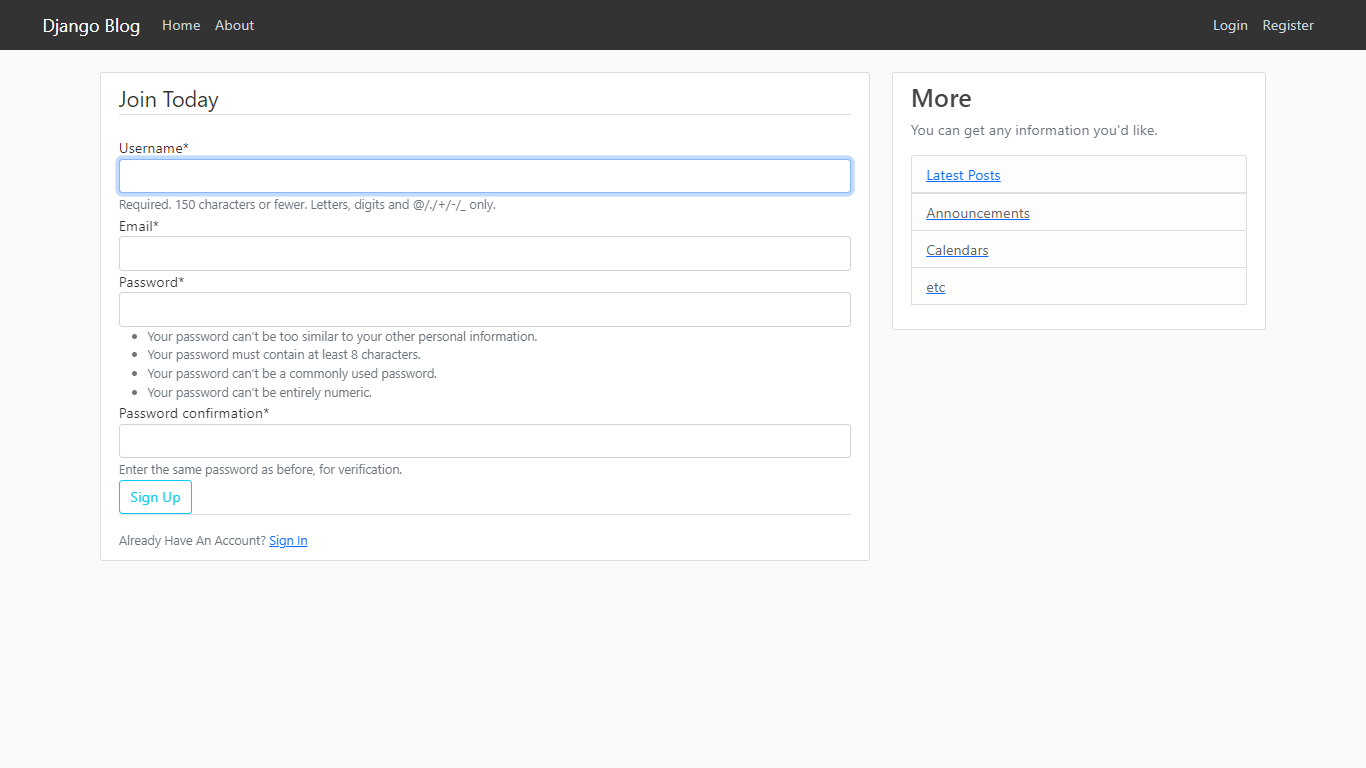 Django Blog Home About Login Register
Join Today
Username*
Required. 150 characters or fewer. Letters, digits and @/./+/-/_ only.
Email*
Password*
Your password can't be too similar to your other personal information.
Your password must contain at least 8 characters.
Your password can't be a commonly used password.
Your password can't be entirely numeric.
Password confirmation*
Enter the same password as before, for verification.
Sign Up
Already Have An Account? Sign In
More
You can get any information you'd like.
Latest Posts
Announcements
Calendars
etc